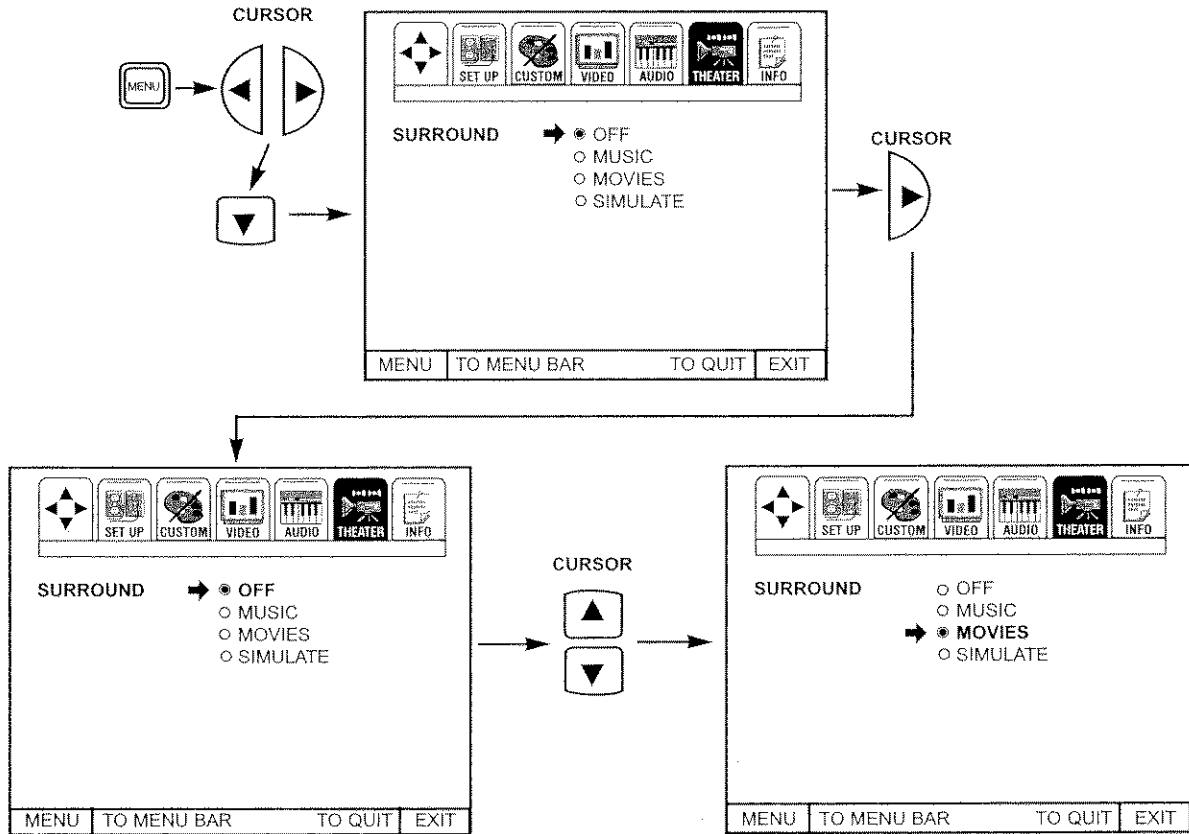 CURSOR
MENU
SET UP CUSTOM VIDEO AUDIO THEATER INFO
SURROUND OFF
MUSIC
MOVIES
SIMULATE
MENU TO MENU BAR TO QUIT EXIT
CURSOR
SET UP CUSTOM VIDEO AUDIO THEATER INFO
SURROUND OFF
MUSIC
MOVIES
SIMULATE
MENU TO MENU BAR TO QUIT EXIT
CURSOR
SET UP CUSTOM VIDEO AUDIO THEATER INFO
SURROUND OFF
MUSIC
MOVIES
SIMULATE
MENU TO MENU BAR TO QUIT EXIT